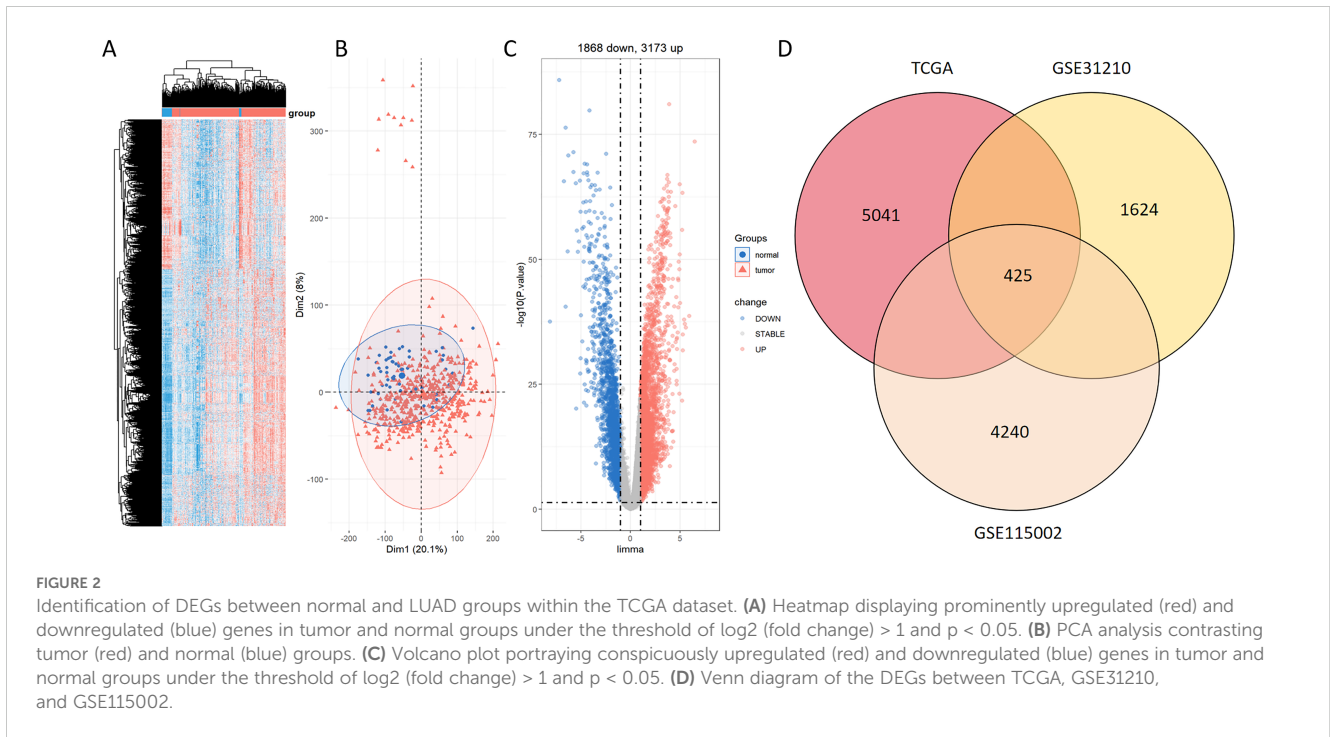 A
group
B
Dim2 (8%)
300
200
100
0
-100
-200
-100
0
100
200
Dim1 (20.1%)
C
1868 down, 3173 up
-log10(P.value)
75
50
25
0
-5
0
5
limma
Groups
normal
tumor
change
DOWN
STABLE
UP
D
TCGA
GSE31210
5041
1624
425
4240
GSE115002
FIGURE 2
Identification of DEGs between normal and LUAD groups within the TCGA dataset. (A) Heatmap displaying prominently upregulated (red) and
downregulated (blue) genes in tumor and normal groups under the threshold of log2 (fold change) > 1 and p < 0.05. (B) PCA analysis contrasting
tumor (red) and normal (blue) groups. (C) Volcano plot portraying conspicuously upregulated (red) and downregulated (blue) genes in tumor and
normal groups under the threshold of log2 (fold change) > 1 and p < 0.05. (D) Venn diagram of the DEGs between TCGA, GSE31210,
and GSE115002.